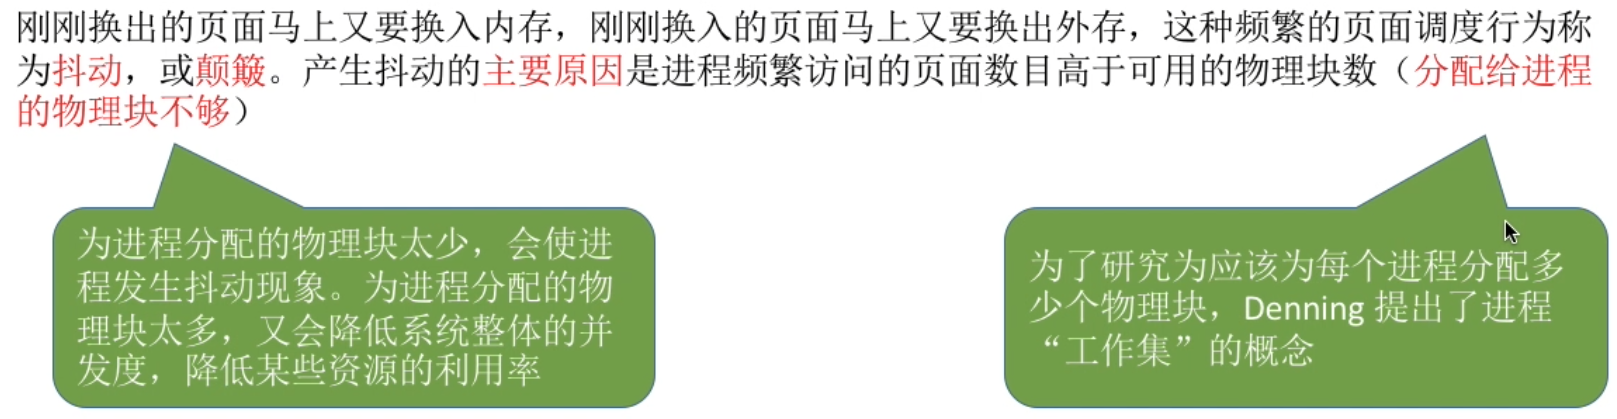 刚刚换出的页面马上又要换入内存，刚刚换入的页面马上又要换出外存，这种频繁的页面调度行为称
为抖动，或颠簸。产生抖动的主要原因是进程频繁访问的页面数目高于可用的物理块数（分配给进程
的物理块不够）
为进程分配的物理块太少，会使进
程发生抖动现象。为进程分配的物
理块太多，又会降低系统整体的并
发度，降低某些资源的利用率
为了研究为应该为每个进程分配多
少个物理块，Denning 提出了进程
“工作集”的概念